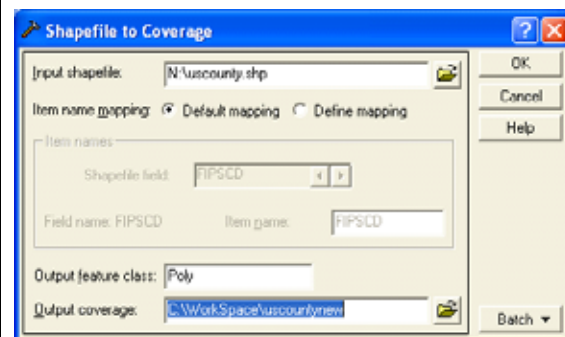 Shapefile to Coverage
Input shapefile: N:\uscounty.shp
OK
Item name mapping: Default mapping Define mapping
Cancel
Help
Item names
Shapefile field: FIPSCD
Field name: FIPSCD Item name: FIPSCD
Output feature class: Poly
Output coverage: C:\WorkSpace\uscountynew
Batch